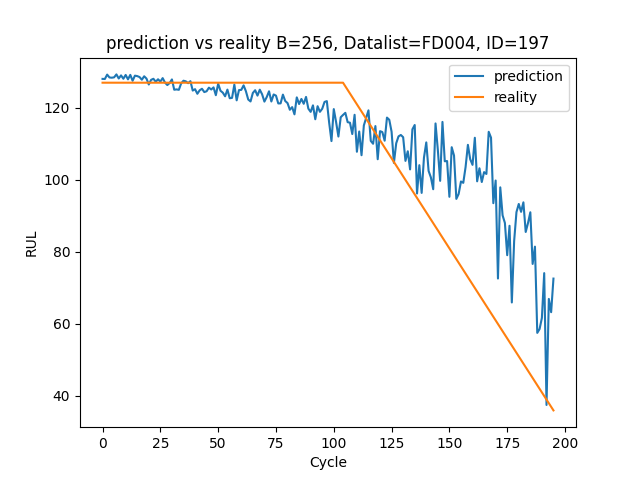 prediction vs reality B=256, Datalist=FD004, ID=197
prediction
reality
RUL
120
100
80
60
40
0 25 50 75 100 125 150 175 200
Cycle